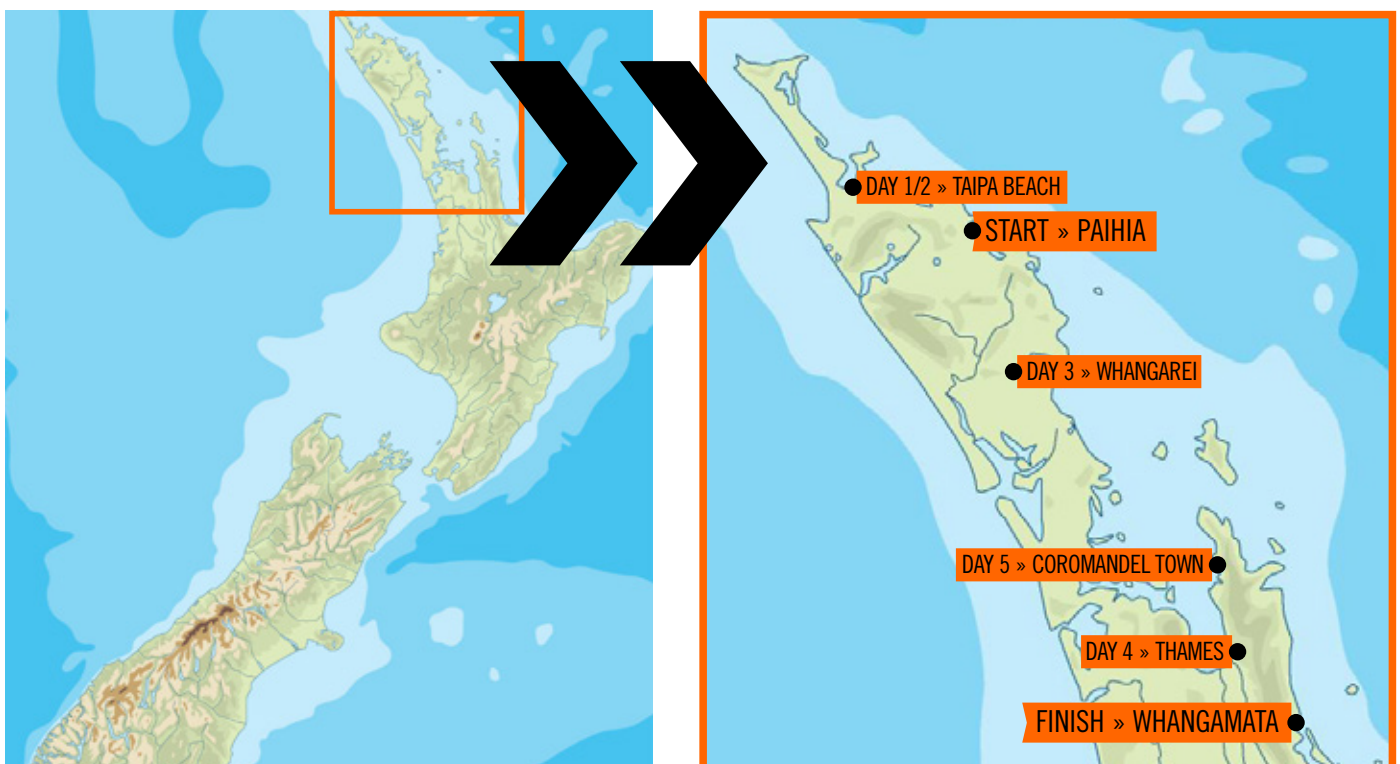 DAY 1/2 » TAIPA BEACH
START » PAIHIA
DAY 3 » WHANGAREI
DAY 5 » COROMANDEL TOWN
DAY 4 » THAMES
FINISH » WHANGAMATA